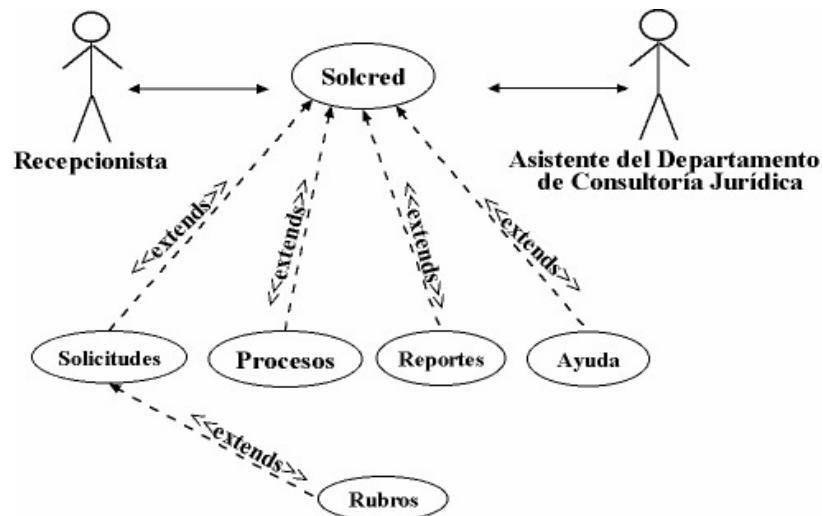 Solcred
Recepcionista
Asistente del Departamento
de Consultoría Jurídica
<<extends>>
<<extends>>
<<extends>>
<<extends>>
Solicitudes
Procesos
Reportes
Ayuda
<<extends>>
Rubros